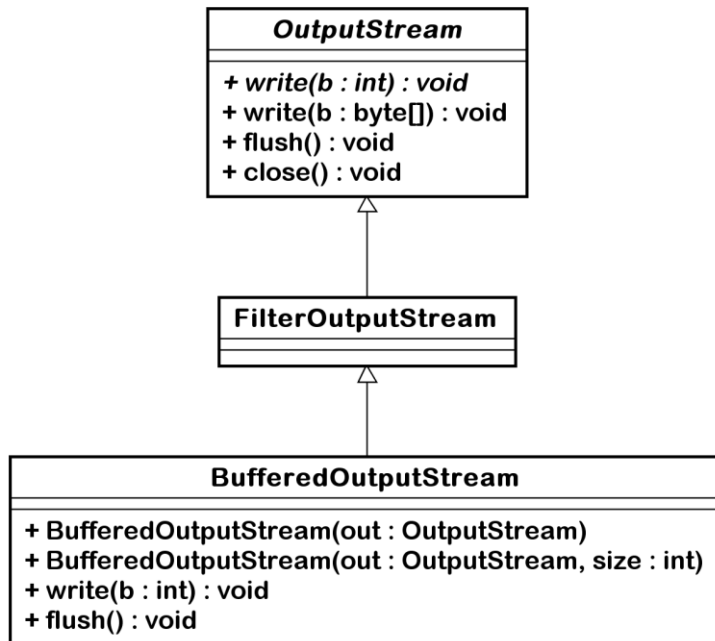 OutputStream
+ write(b : int) : void
+ write(b : byte[]) : void
+ flush() : void
+ close() : void
FilterOutputStream
BufferedOutputStream
+ BufferedOutputStream(out : OutputStream)
+ BufferedOutputStream(out : OutputStream, size : int)
+ write(b : int) : void
+ flush() : void